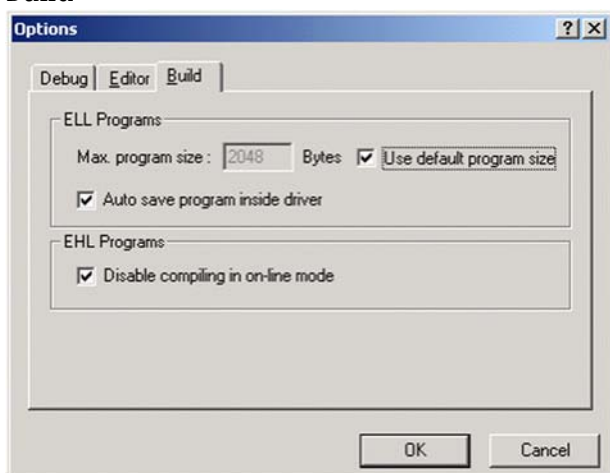 Options ? ×
Debug Editor Build
ELL Programs
Max. program size : 2048 Bytes Use default program size
Auto save program inside driver
EHL Programs
Disable compiling in on-line mode
OK Cancel